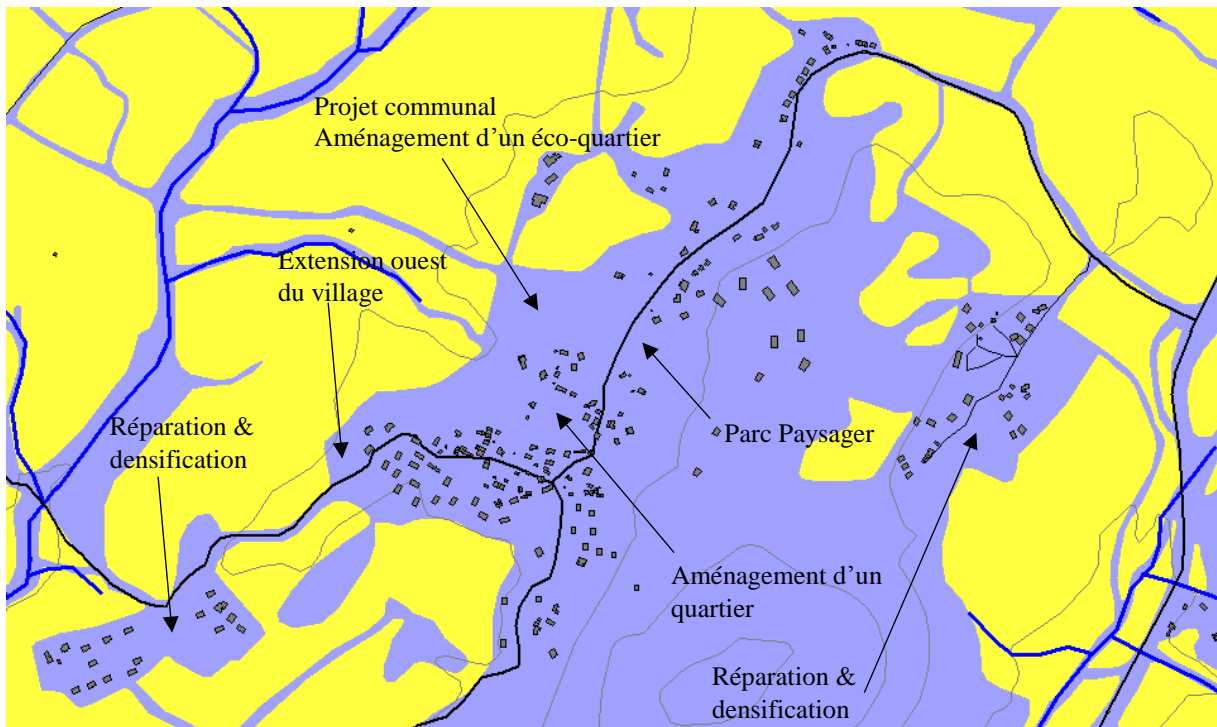 Projet communal
Aménagement d'un éco-quartier
Extension ouest
du village
Réparation &
densification
Parc Paysager
Aménagement d'un
quartier
Réparation &
densification